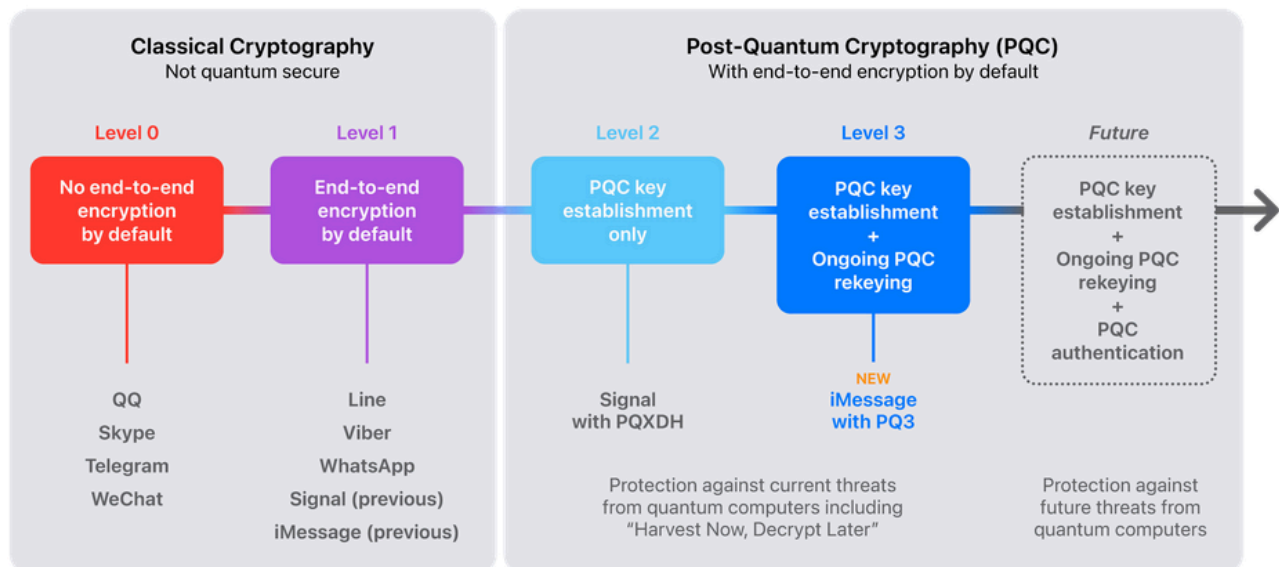 Classical Cryptography
Not quantum secure
Level 0
No end-to-end
encryption
by default
QQ
Skype
Telegram
WeChat
Level 1
End-to-end
encryption
by default
Line
Viber
WhatsApp
Signal (previous)
iMessage (previous)
Post-Quantum Cryptography (PQC)
With end-to-end encryption by default
Level 2
PQC key
establishment
only
Signal
with PQXDH
Level 3
PQC key
establishment
+
Ongoing PQC
rekeying
NEW
iMessage
with PQ3
Protection against current threats
from quantum computers including
“Harvest Now, Decrypt Later”
Future
PQC key
establishment
+
Ongoing PQC
rekeying
+
PQC
authentication
Protection against
future threats from
quantum computers